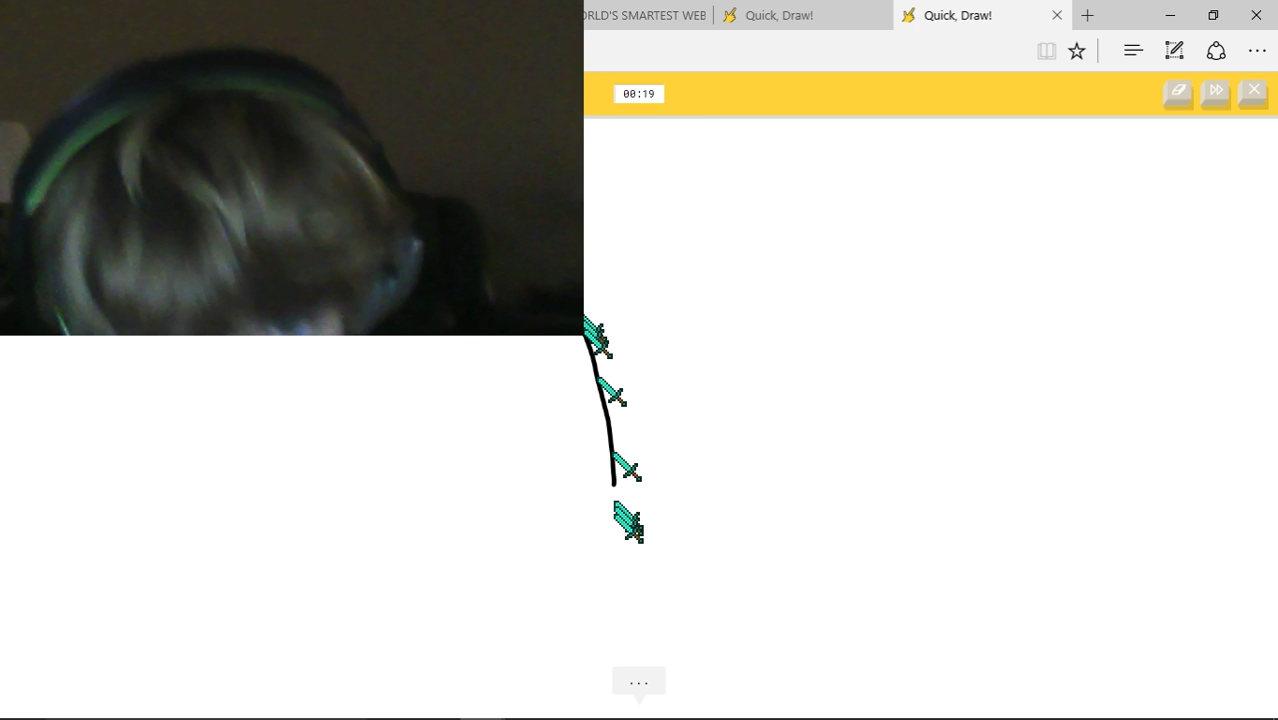 ORLD'S SMARTEST WEB
Quick, Draw!
Quick, Draw!
00:19
...